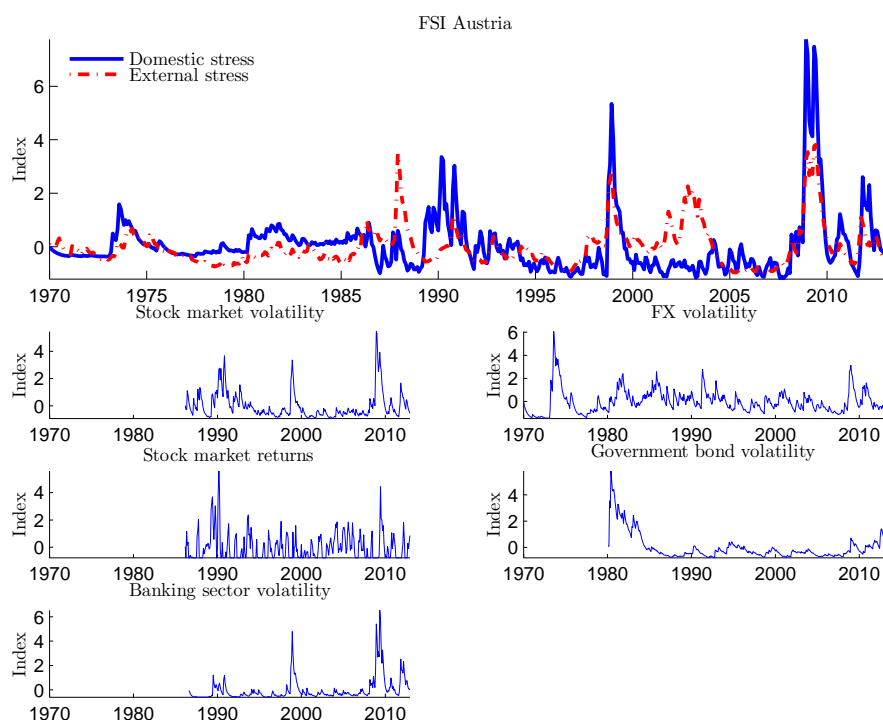 FSI Austria
Domestic stress
External stress
Index
6
4
2
0
1970 1975 1980 1985 1990 1995 2000 2005 2010
Stock market volatility
Index
4
2
0
1970 1980 1990 2000 2010
FX volatility
Index
6
4
2
0
1970 1980 1990 2000 2010
Stock market returns
Index
4
2
0
1970 1980 1990 2000 2010
Government bond volatility
Index
4
2
0
1970 1980 1990 2000 2010
Banking sector volatility
Index
6
4
2
0
1970 1980 1990 2000 2010